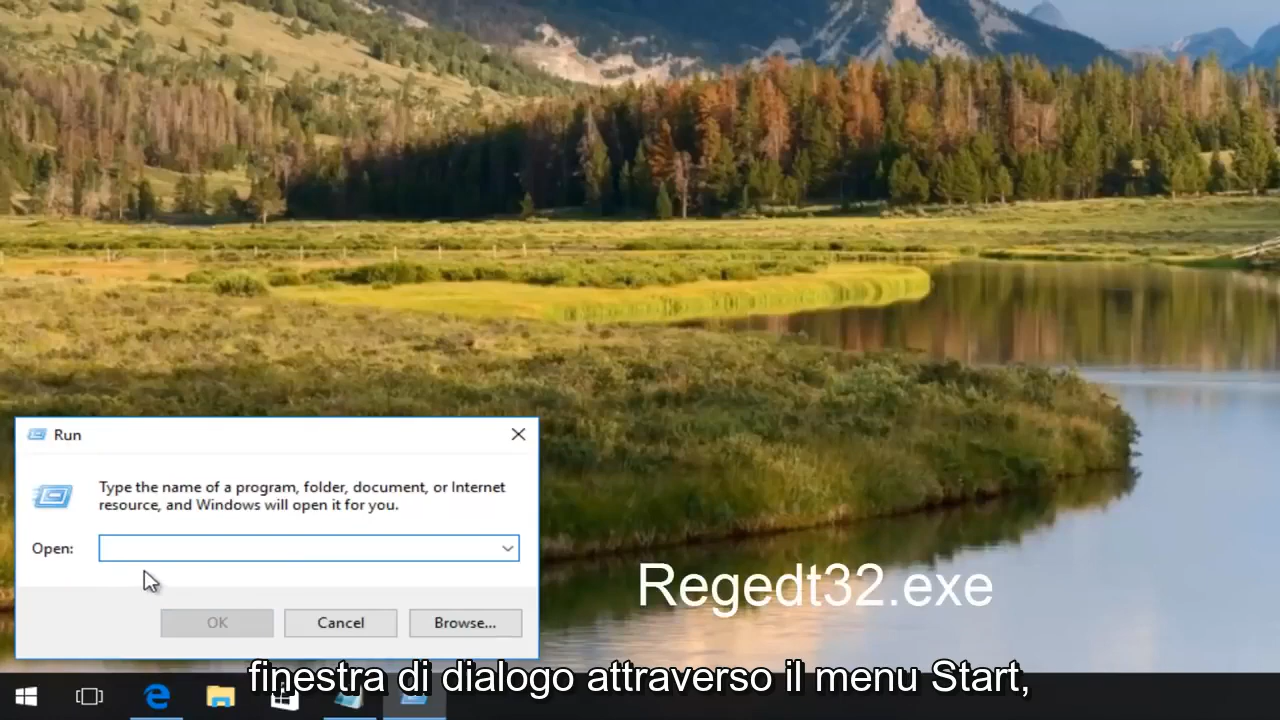 Run
Type the name of a program, folder, document, or Internet
resource, and Windows will open it for you.
Open:
OK
Cancel
Browse...
Regedt32.exe
finestra di dialogo attraverso il menu Start,